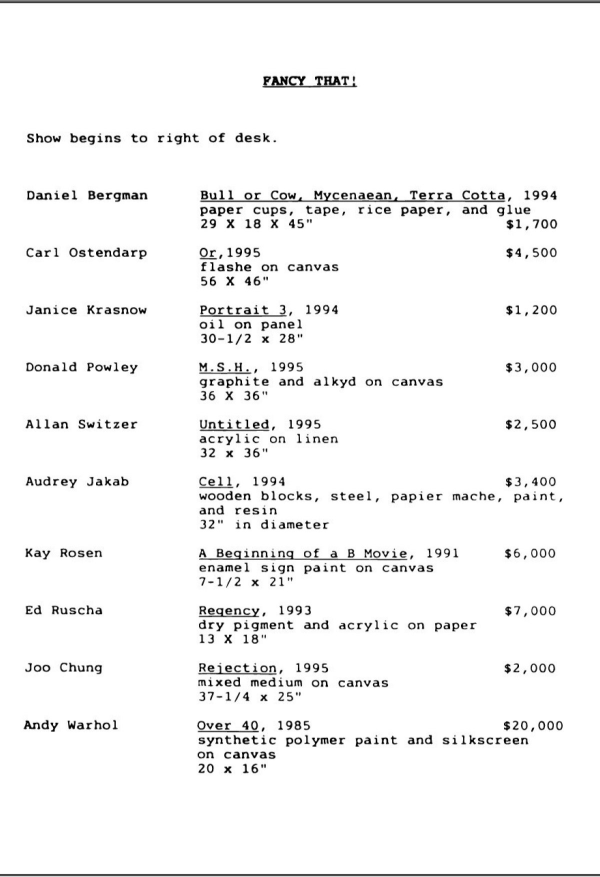 FANCY THAT!
Show begins to right of desk.
Daniel Bergman Bull or Cow, Mycenaean, Terra Cotta, 1994
paper cups, tape, rice paper, and glue
29 X 18 X 45" $1,700
Carl Ostendarp Or,1995 $4,500
flashe on canvas
56 X 46"
Janice Krasnow Portrait 3, 1994 $1,200
oil on panel
30-1/2 x 28"
Donald Powley M.S.H., 1995 $3,000
graphite and alkyd on canvas
36 X 36"
Allan Switzer Untitled, 1995 $2,500
acrylic on linen
32 x 36"
Audrey Jakab Cell, 1994 $3,400
wooden blocks, steel, papier mache, paint,
and resin
32" in diameter
Kay Rosen A Beginning of a B Movie, 1991 $6,000
enamel sign paint on canvas
7-1/2 x 21"
Ed Ruscha Regency, 1993 $7,000
dry pigment and acrylic on paper
13 X 18"
Joo Chung Rejection, 1995 $2,000
mixed medium on canvas
37-1/4 x 25"
Andy Warhol Over 40, 1985 $20,000
synthetic polymer paint and silkscreen
on canvas
20 x 16"